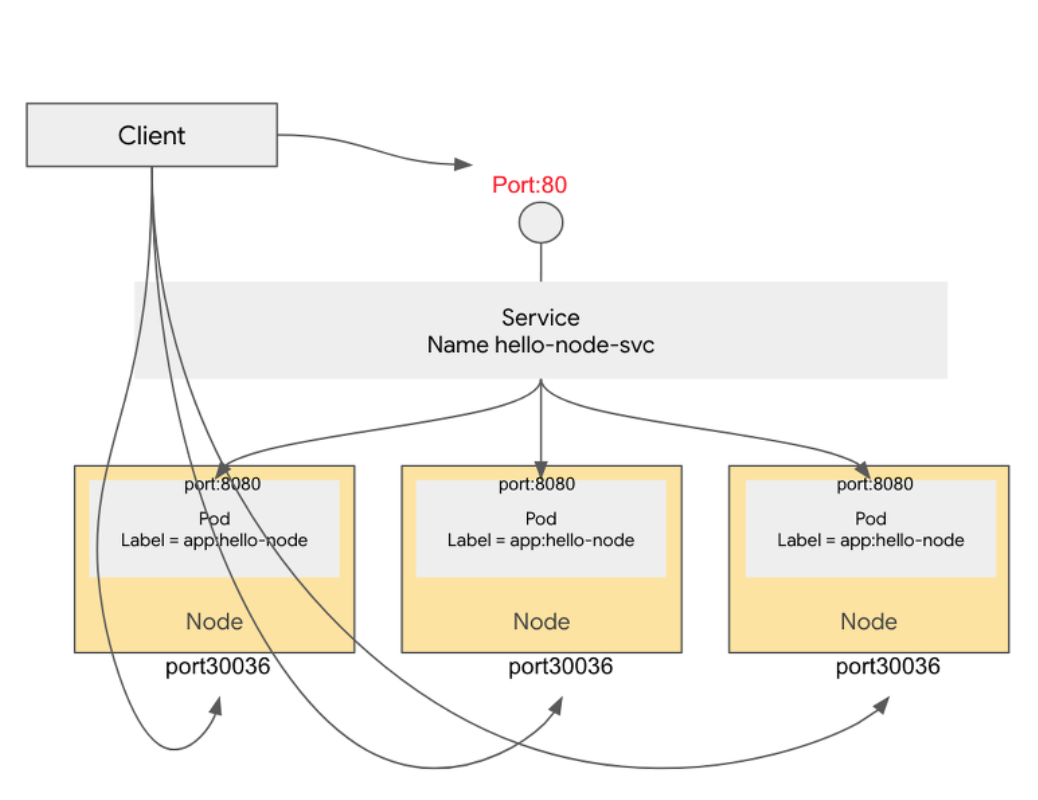 Client
Port:80
Service
Name hello-node-svc
port:8080
Pod
Label = app:hello-node
Node
port30036
port:8080
Pod
Label = app:hello-node
Node
port30036
port:8080
Pod
Label = app:hello-node
Node
port30036